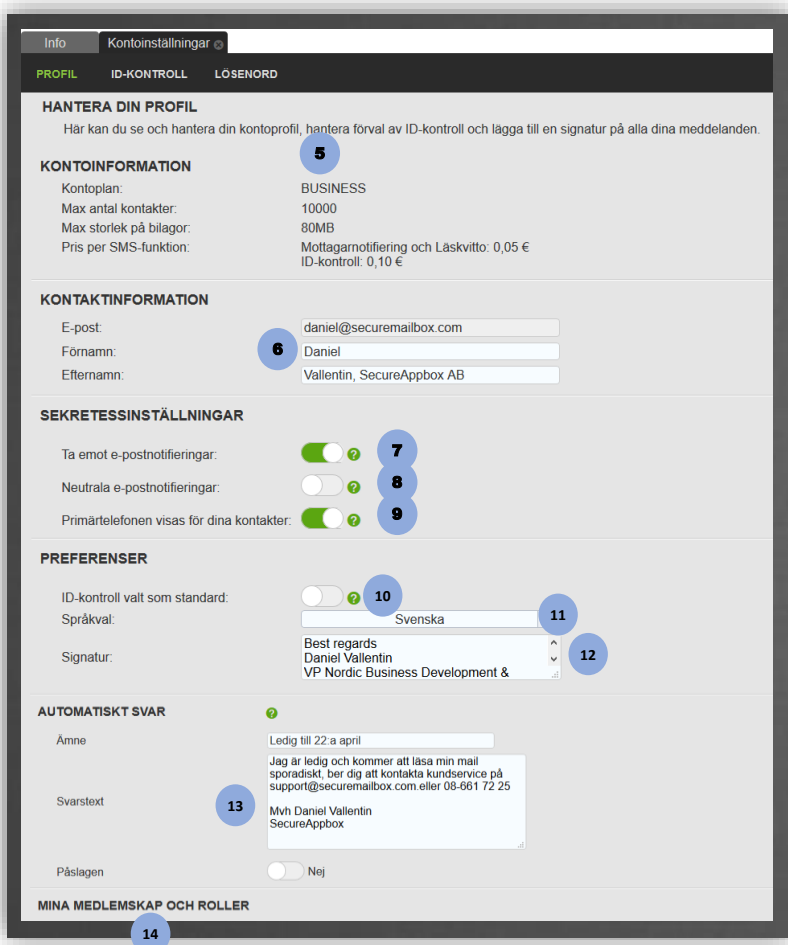 Info Kontoinställningar
PROFIL ID-KONTROLL LÖSENORD
HANTERA DIN PROFIL
Här kan du se och hantera din kontoprofil, hantera förval av ID-kontroll och lägga till en signatur på alla dina meddelanden.
5
KONTOINFORMATION
Kontoplan: BUSINESS
Max antal kontakter: 10000
Max storlek på bilagor: 80MB
Pris per SMS-funktion: Mottagarnotifiering och Läskvitto: 0,05 €
ID-kontroll: 0,10 €
KONTAKTINFORMATION
E-post: daniel@securemailbox.com
Förnamn: 6 Daniel
Efternamn: Vallentin, SecureAppbox AB
SEKRETESSINSTÄLLNINGAR
Ta emot e-postnotifieringar: ? 7
Neutrala e-postnotifieringar: ? 8
Primärtelefonen visas för dina kontakter: ? 9
PREFERENSER
ID-kontroll valt som standard: ? 10
Språkval: Svenska 11
Signatur: Best regards
Daniel Vallentin 12
VP Nordic Business Development &
AUTOMATISKT SVAR ?
Ämne Ledig till 22:a april
Jag är ledig och kommer att läsa min mail
sporadiskt, ber dig att kontakta kundservice på
support@securemailbox.com.eller 08-661 72 25
Svarstext 13
Mvh Daniel Vallentin
SecureAppbox
Påslagen Nej
MINA MEDLEMSKAP OCH ROLLER
14